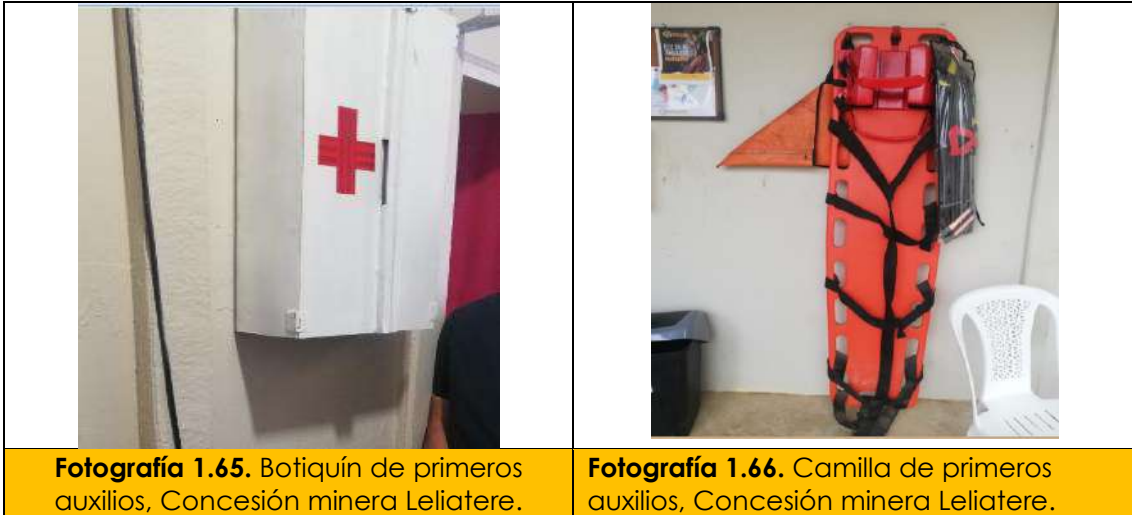 Fotografía 1.65. Botiquín de primeros
auxilios, Concesión minera Leliatere.
Fotografía 1.66. Camilla de primeros
auxilios, Concesión minera Leliatere.